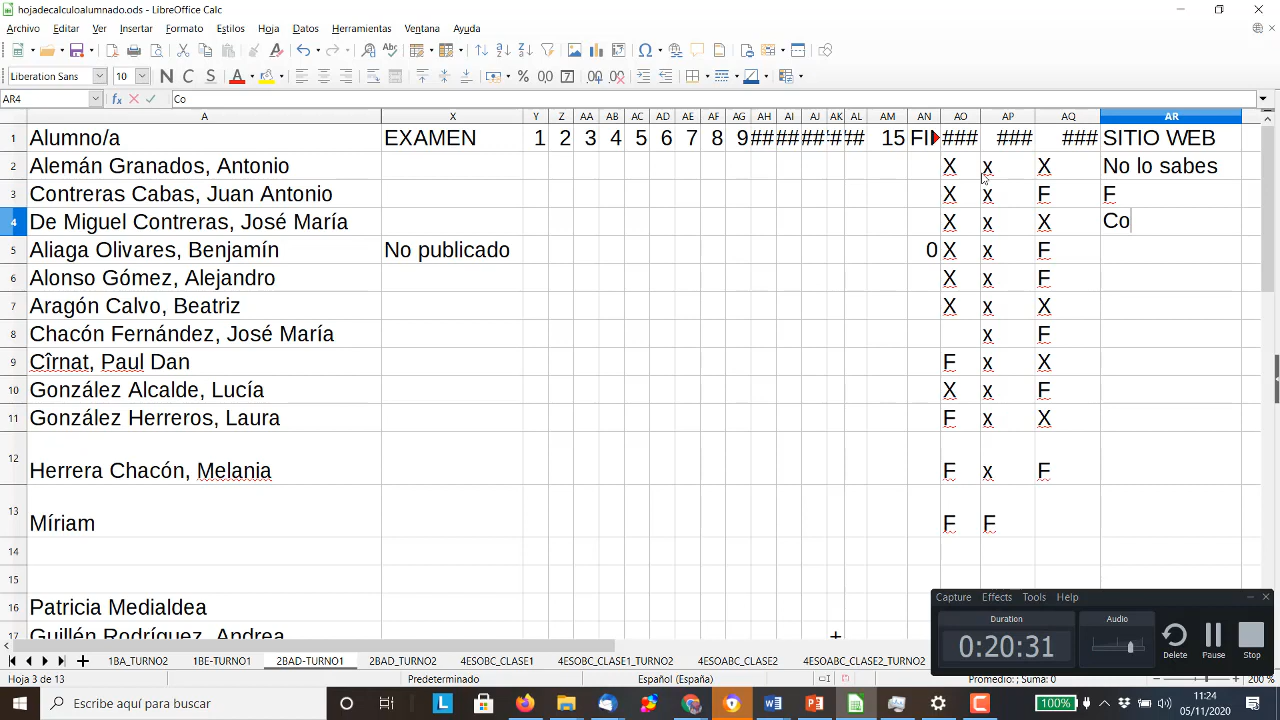 hojadecalculoalumnado.ods - LibreOffice Calc
Archivo Editar Ver Insertar Formato Estilos Hoja Datos Herramientas Ventana Ayuda
Liberation Sans 10
AR4 Co
A X Y Z AA AB AC AD AE AF AG AH AI AJ AK AL AM AN AO AP AQ AR
1 Alumno/a EXAMEN 1 2 3 4 5 6 7 8 9 15 ### ### ### SITIO WEB
2 Alemán Granados, Antonio X x X No lo sabes
3 Contreras Cabas, Juan Antonio X x F F
4 De Miguel Contreras, José María X x X Co
5 Aliaga Olivares, Benjamín No publicado 0 X x F
6 Alonso Gómez, Alejandro X x F
7 Aragón Calvo, Beatriz X x X
8 Chacón Fernández, José María x F
9 Cîrnat, Paul Dan F x X
10 González Alcalde, Lucía X x F
11 González Herreros, Laura F x X
12 Herrera Chacón, Melania F x F
13 Míriam F F
14
15
16 Patricia Medialdea
17 Guillén Rodríguez, Andrea
Capture Effects Tools Help
Duration Audio
0:20:31 Delete Pause Stop
1BA_TURNO2 1BE-TURNO1 2BAD-TURNO1 2BAD_TURNO2 4ESOBC_CLASE1 4ESOBC_CLASE1_TURNO2 4ESOABC_CLASE2 4ESOABC_CLASE2_TURNO2
Hoja 3 de 13 Predeterminado Español (España) Promedio: ; Suma: 0 200 %
Escribe aquí para buscar 100% 11:24
05/11/2020